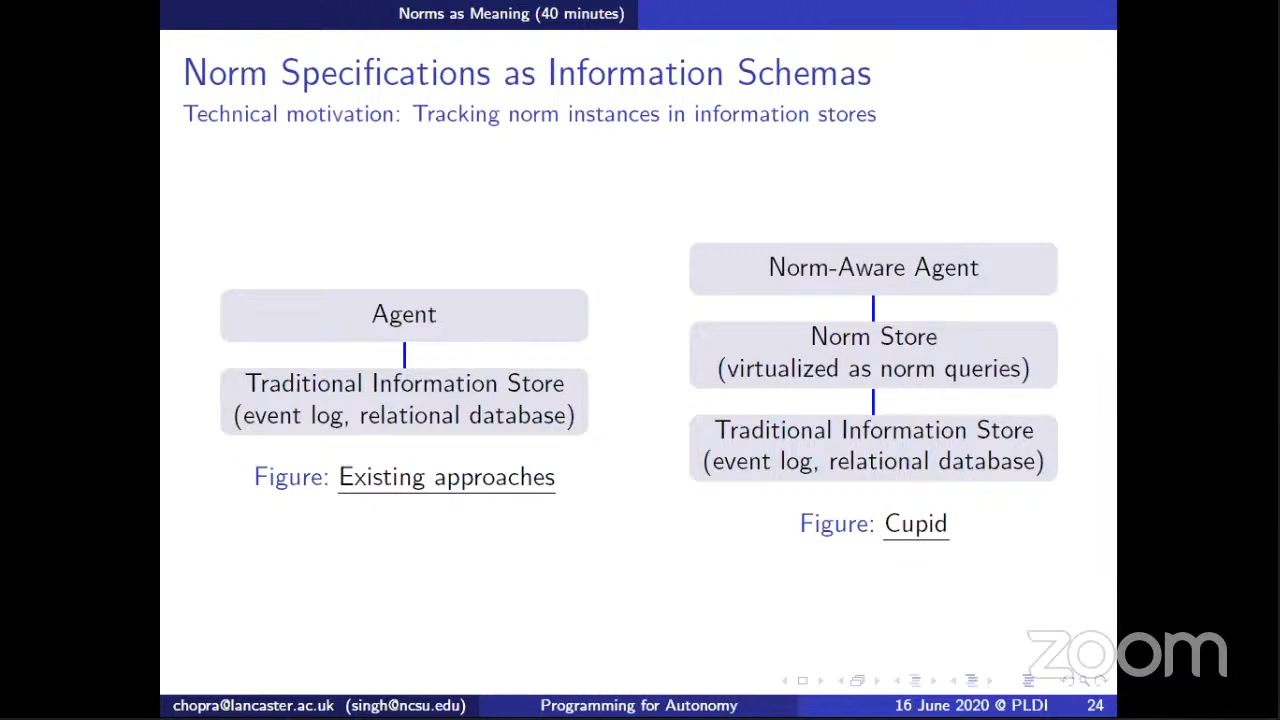 Norms as Meaning (40 minutes)
Norm Specifications as Information Schemas
Technical motivation: Tracking norm instances in information stores
Agent
Traditional Information Store
(event log, relational database)
Figure: Existing approaches
Norm-Aware Agent
Norm Store
(virtualized as norm queries)
Traditional Information Store
(event log, relational database)
Figure: Cupid
zoom
chopra@lancaster.ac.uk (singh@ncsu.edu)
Programming for Autonomy
16 June 2020 @ PLDI
24